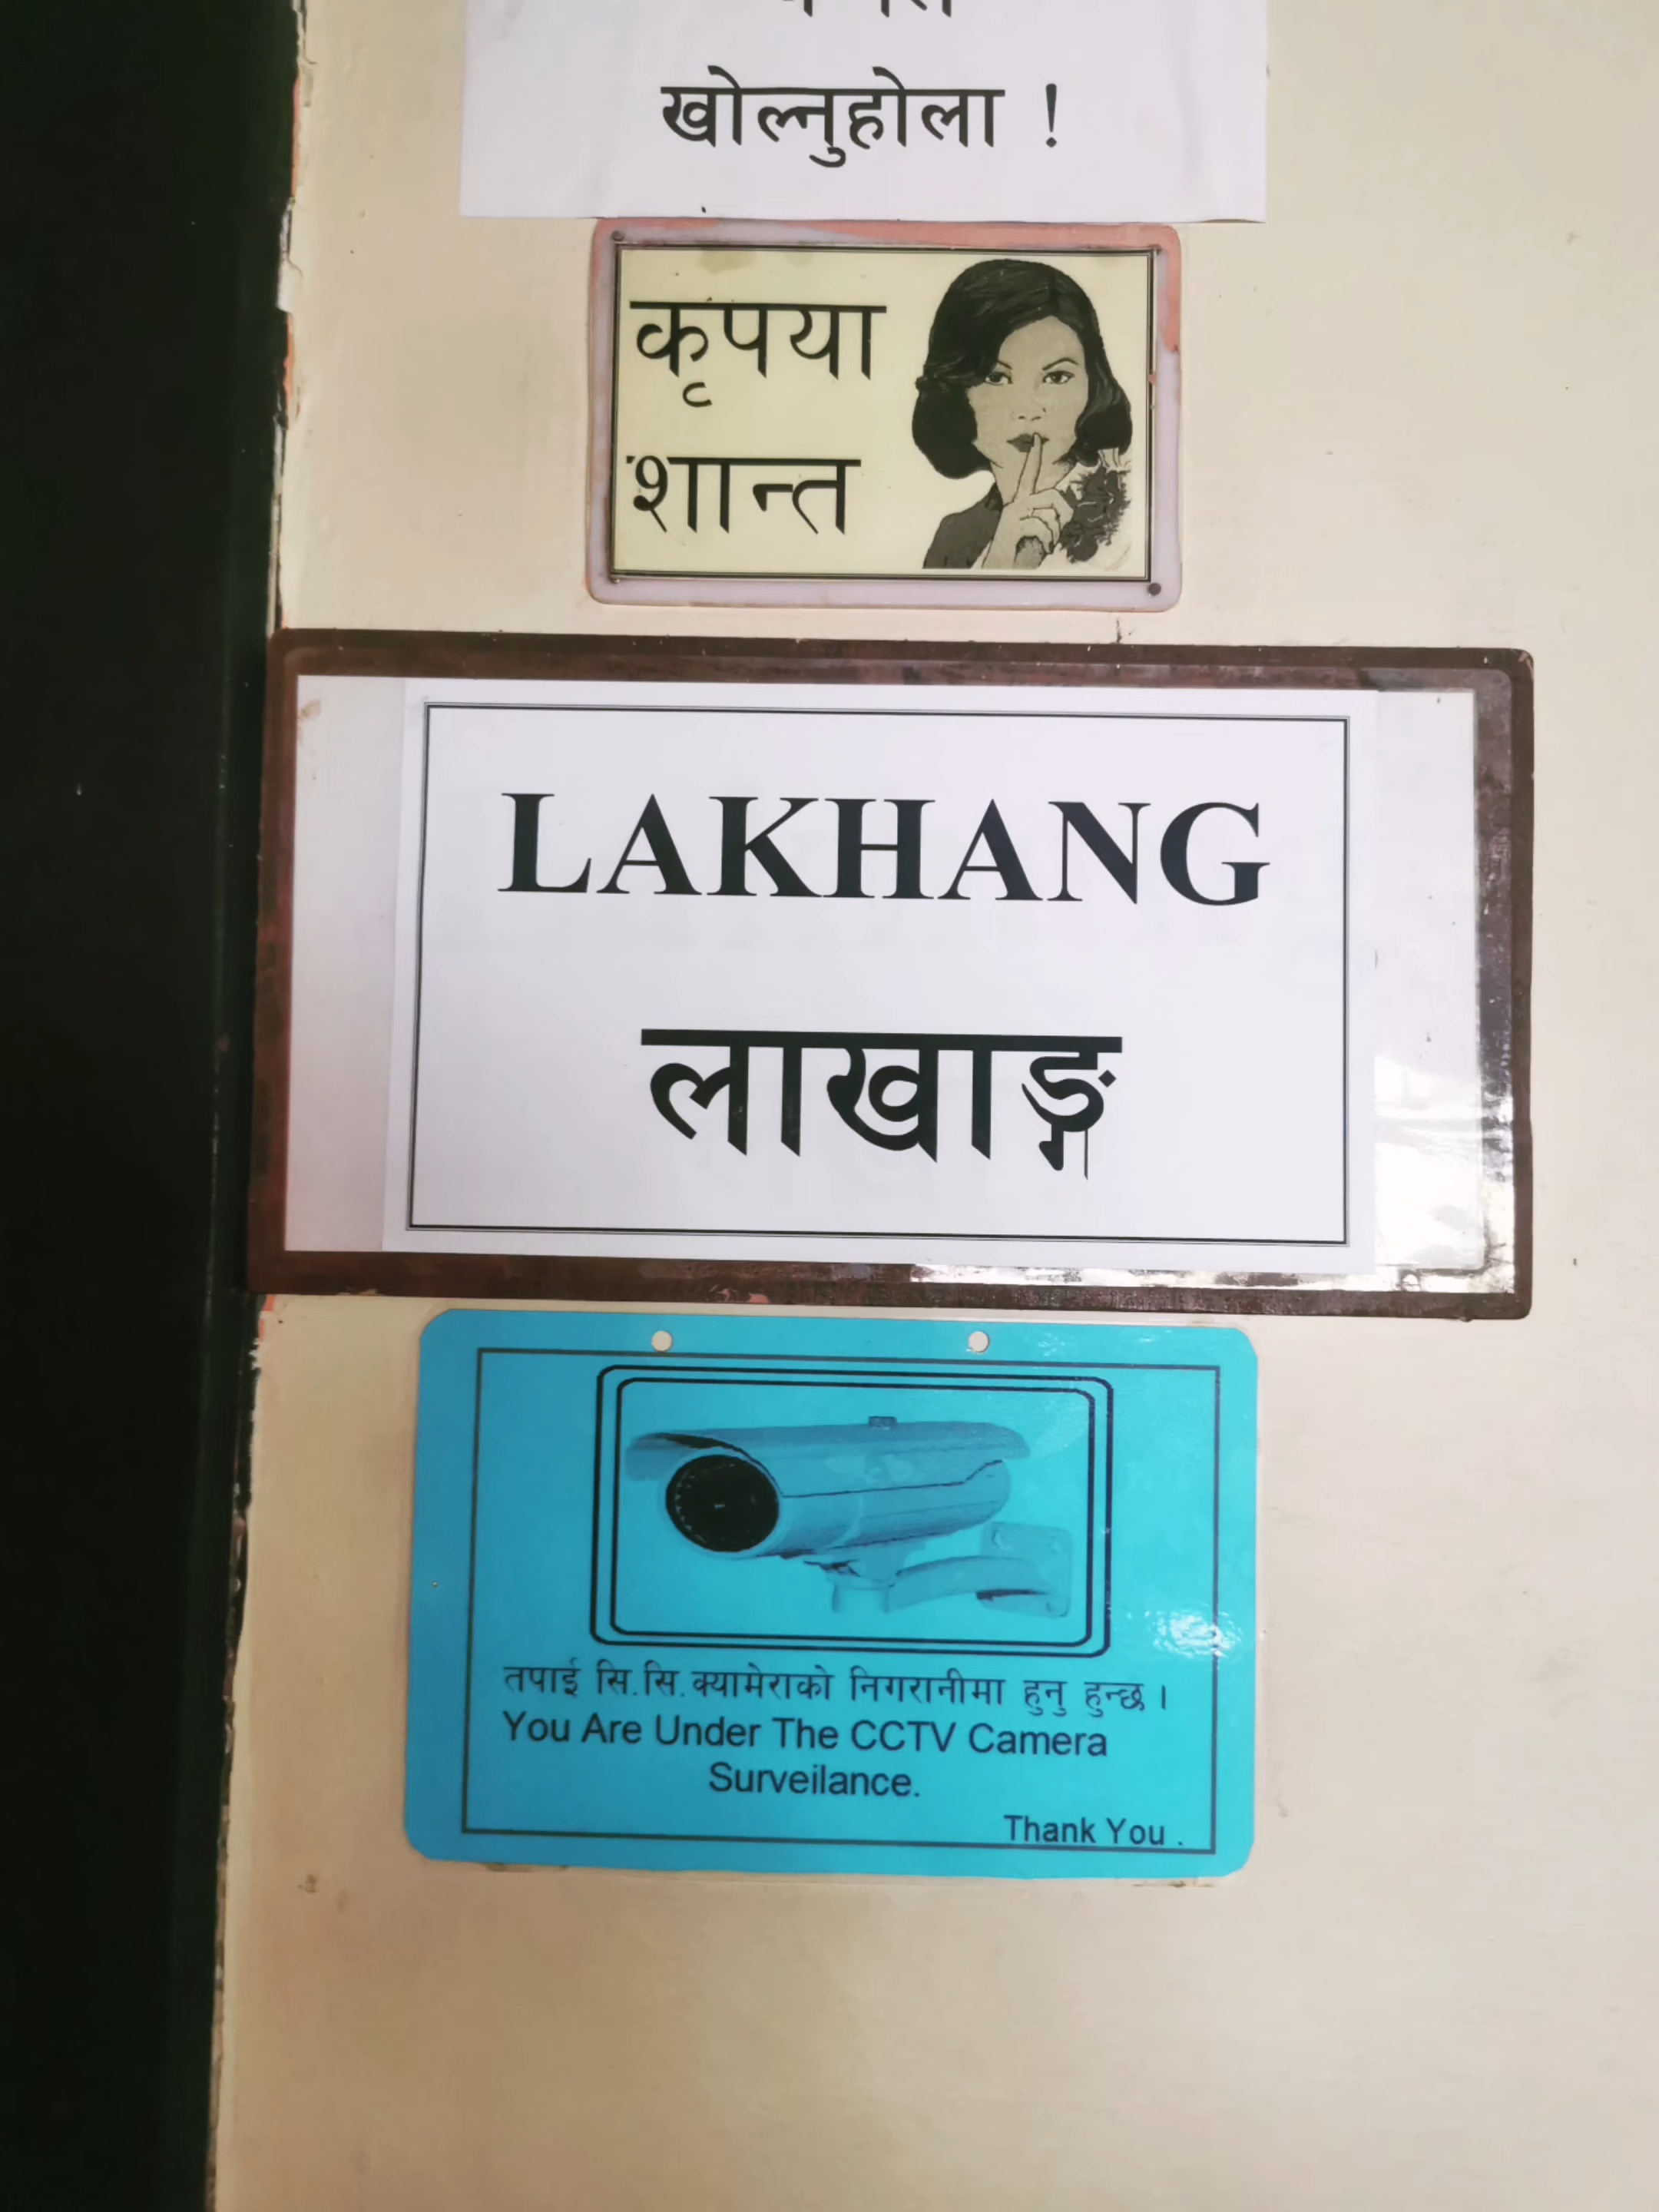 खोल्नुहोला !
कृपया
शान्त
LAKHANG
लाखाङ्ग
तपाई सि.सि. क्यामेराको निगरानीमा हुनु हुन्छ ।
You Are Under The CCTV Camera
Surveilance.
Thank You .